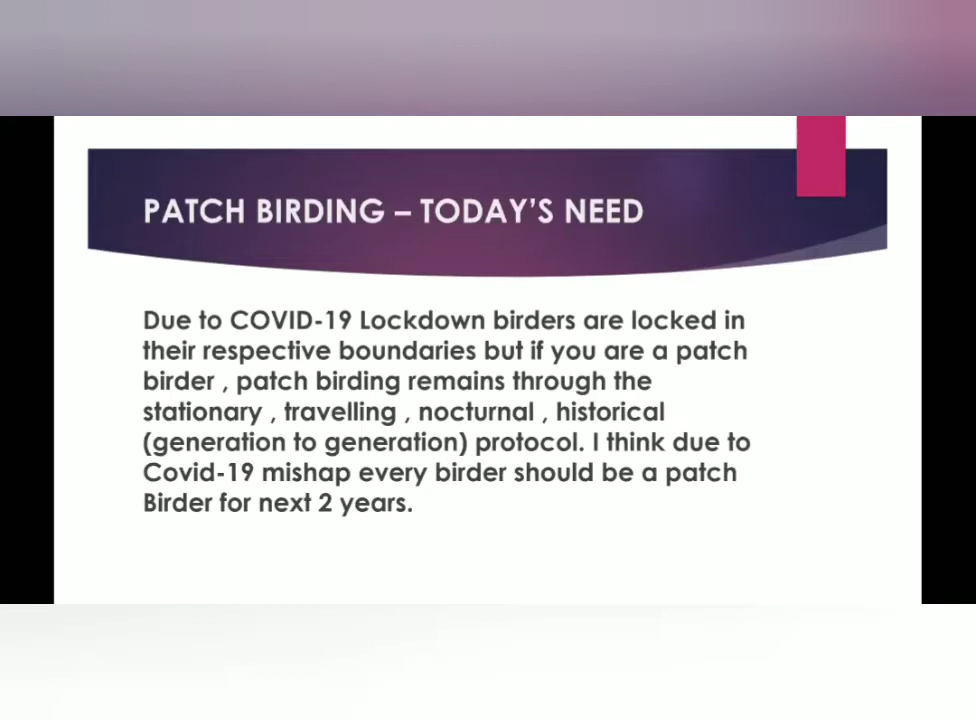 PATCH BIRDING – TODAY'S NEED
Due to COVID-19 Lockdown birders are locked in
their respective boundaries but if you are a patch
birder , patch birding remains through the
stationary , travelling , nocturnal , historical
(generation to generation) protocol. I think due to
Covid-19 mishap every birder should be a patch
Birder for next 2 years.